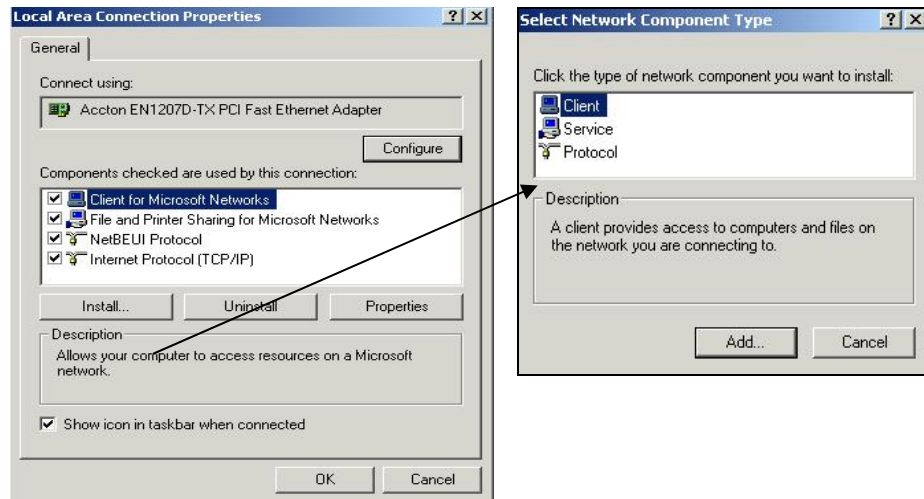 Local Area Connection Properties
General
Connect using:
Accton EN1207D-TX PCI Fast Ethernet Adapter
Configure
Components checked are used by this connection:
Client for Microsoft Networks
File and Printer Sharing for Microsoft Networks
NetBEUI Protocol
Internet Protocol (TCP/IP)
Install... Uninstall Properties
Description
Allows your computer to access resources on a Microsoft
network.
Show icon in taskbar when connected
OK Cancel
Select Network Component Type
Click the type of network component you want to install:
Client
Service
Protocol
Description
A client provides access to computers and files on
the network you are connecting to.
Add... Cancel